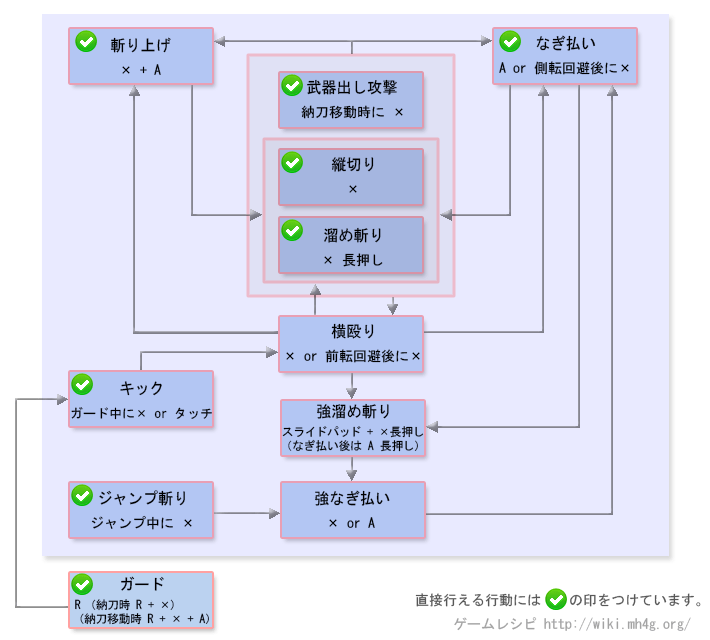 斬り上げ
× + A
なぎ払い
A or 側転回避後に×
武器出し攻撃
納刀移動時に ×
縦切り
×
溜め斬り
× 長押し
横殴り
× or 前転回避後に×
キック
ガード中に× or タッチ
強溜め斬り
スライドパッド + ×長押し
(なぎ払い後は A 長押し)
ジャンプ斬り
ジャンプ中に ×
強なぎ払い
× or A
ガード
R (納刀時 R + ×)
(納刀移動時 R + × + A)
直接行える行動には の印をつけています。
ゲームレシピ http://wiki.mh4g.org/